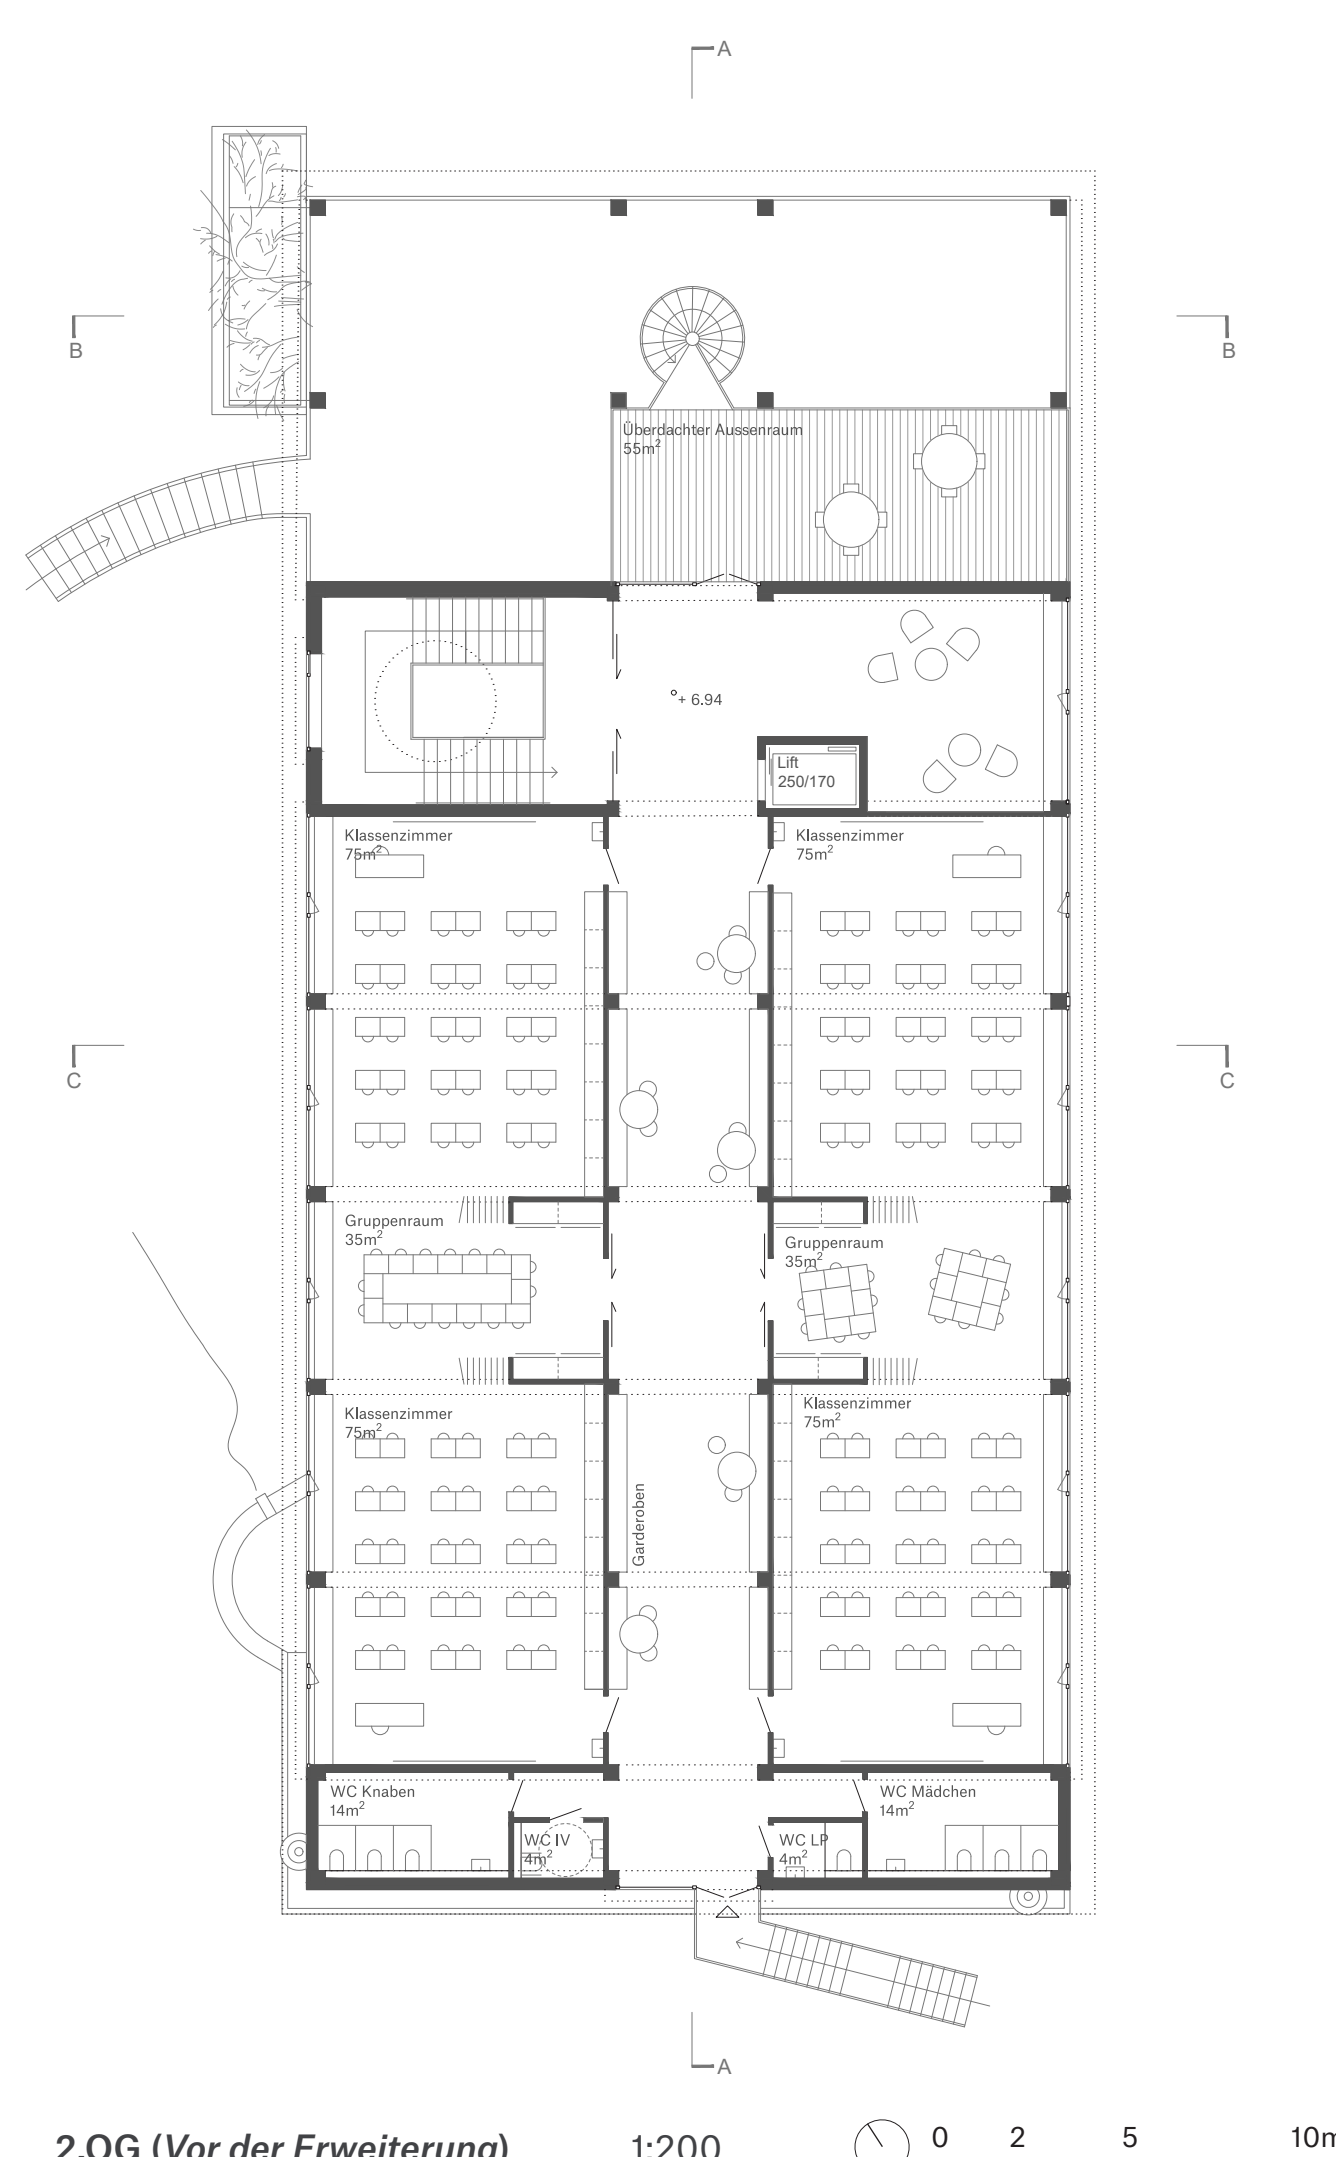 A
B
B
Überdachter Aussenraum
55m²
+ 6.94
Lift
250/170
Klassenzimmer
75m²
Klassenzimmer
75m²
C
C
Gruppenraum
35m²
Gruppenraum
35m²
Klassenzimmer
75m²
Klassenzimmer
75m²
Garderoben
WC Knaben
14m²
WC Mädchen
14m²
WC IV
4m²
WC LP
4m²
A
2.OG (Vor der Erweiterung) 1:200 0 2 5 10m